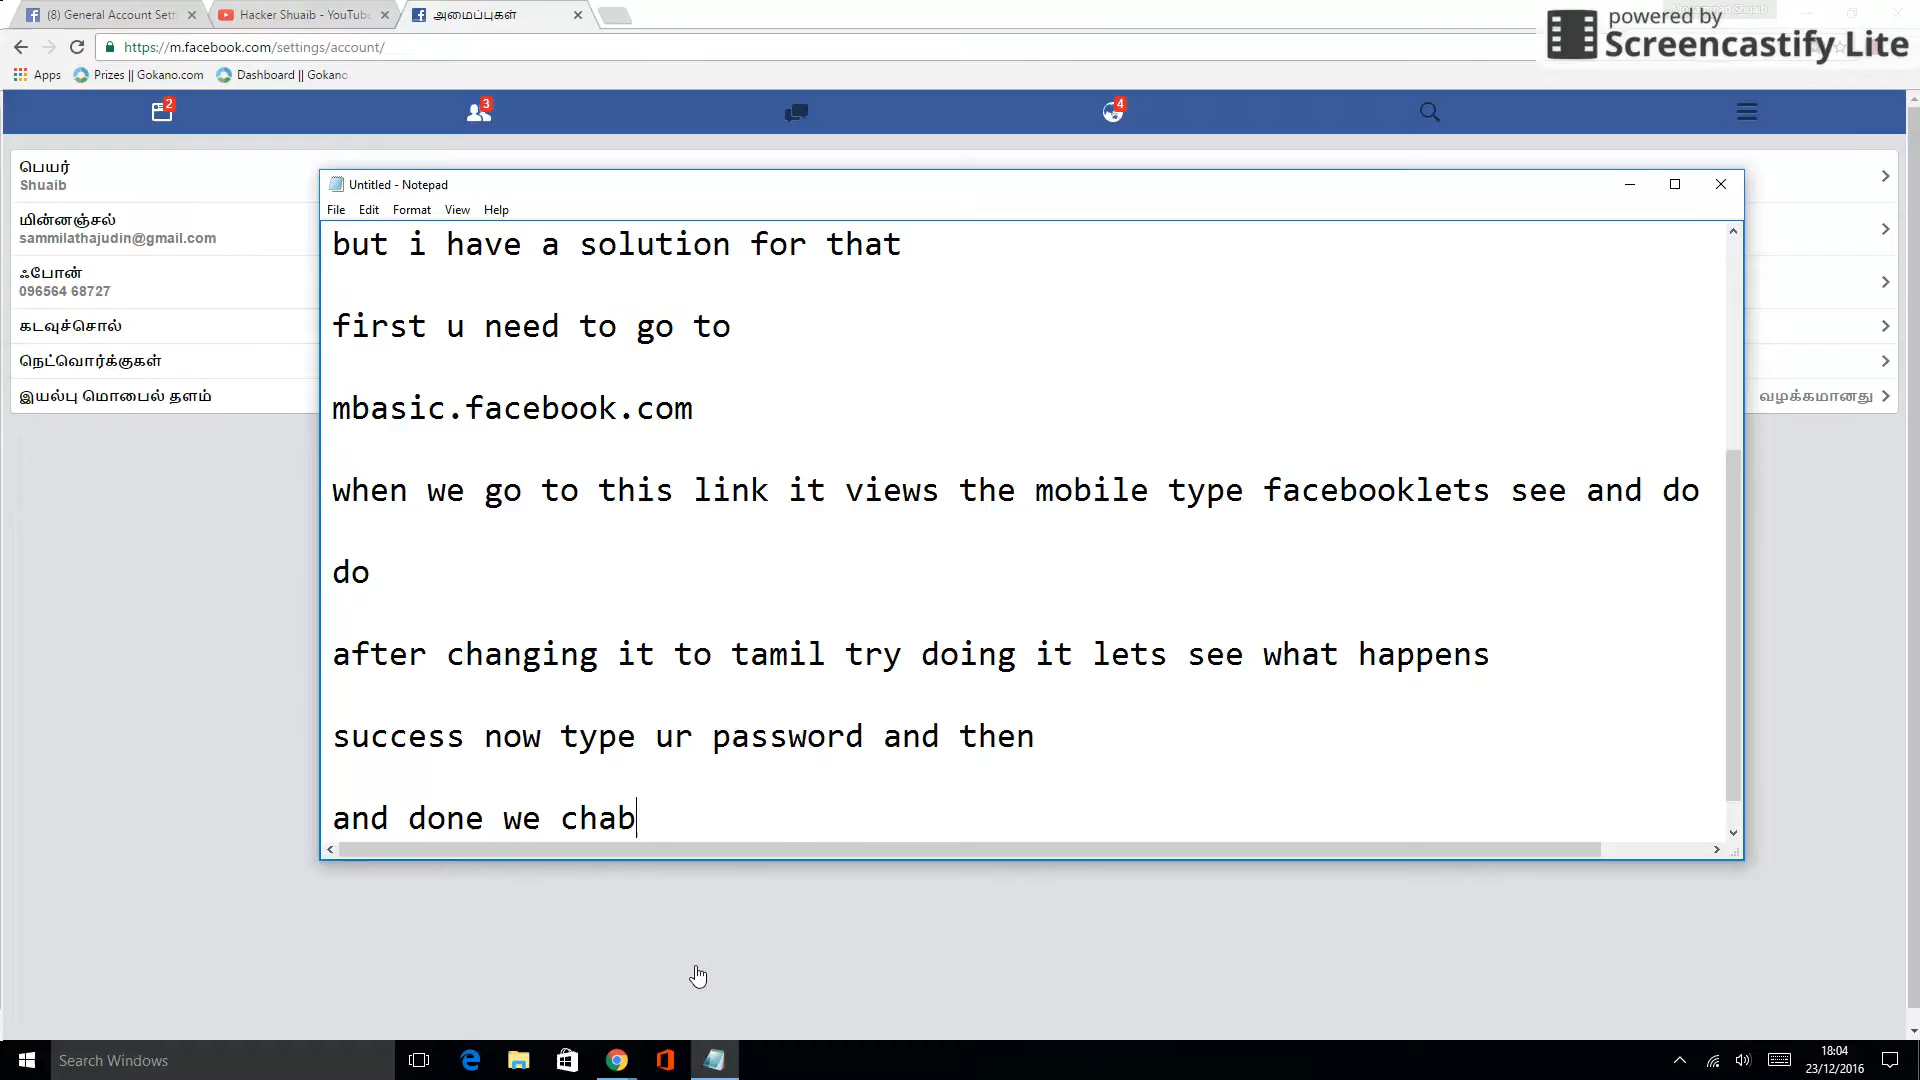 (8) General Account Sett
Hacker Shuaib - YouTube
அமைப்புகள்
https://m.facebook.com/settings/account/
powered by
Screencastify Lite
Apps
Prizes || Gokano.com
Dashboard || Gokano
2
3
4
பெயர்
Shuaib
மின்னஞ்சல்
sammilathajudin@gmail.com
ஃபோன்
096564 68727
கடவுச்சொல்
நெட்வொர்க்குகள்
இயல்பு மொபைல் தளம்
வழக்கமானது
Untitled - Notepad
File Edit Format View Help
but i have a solution for that
first u need to go to
mbasic.facebook.com
when we go to this link it views the mobile type facebooklets see and do
do
after changing it to tamil try doing it lets see what happens
success now type ur password and then
and done we chab
Search Windows
18:04
23/12/2016